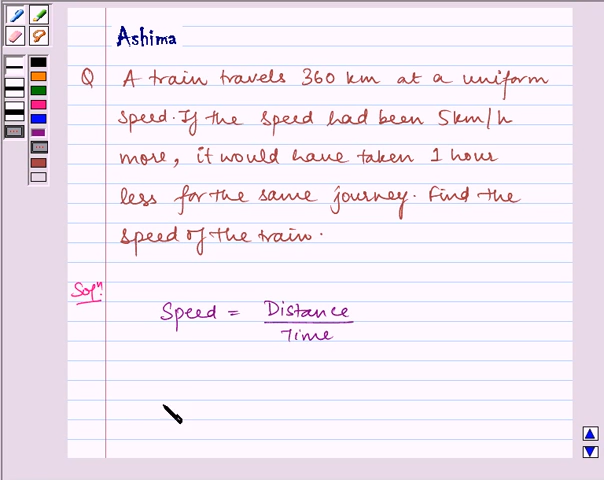 Ashima
Q A train travels 360 km at a uniform
speed. If the speed had been 5km/h
more, it would have taken 1 hour
less for the same journey. Find the
speed of the train.
Solⁿ:
Speed = Distance
Time